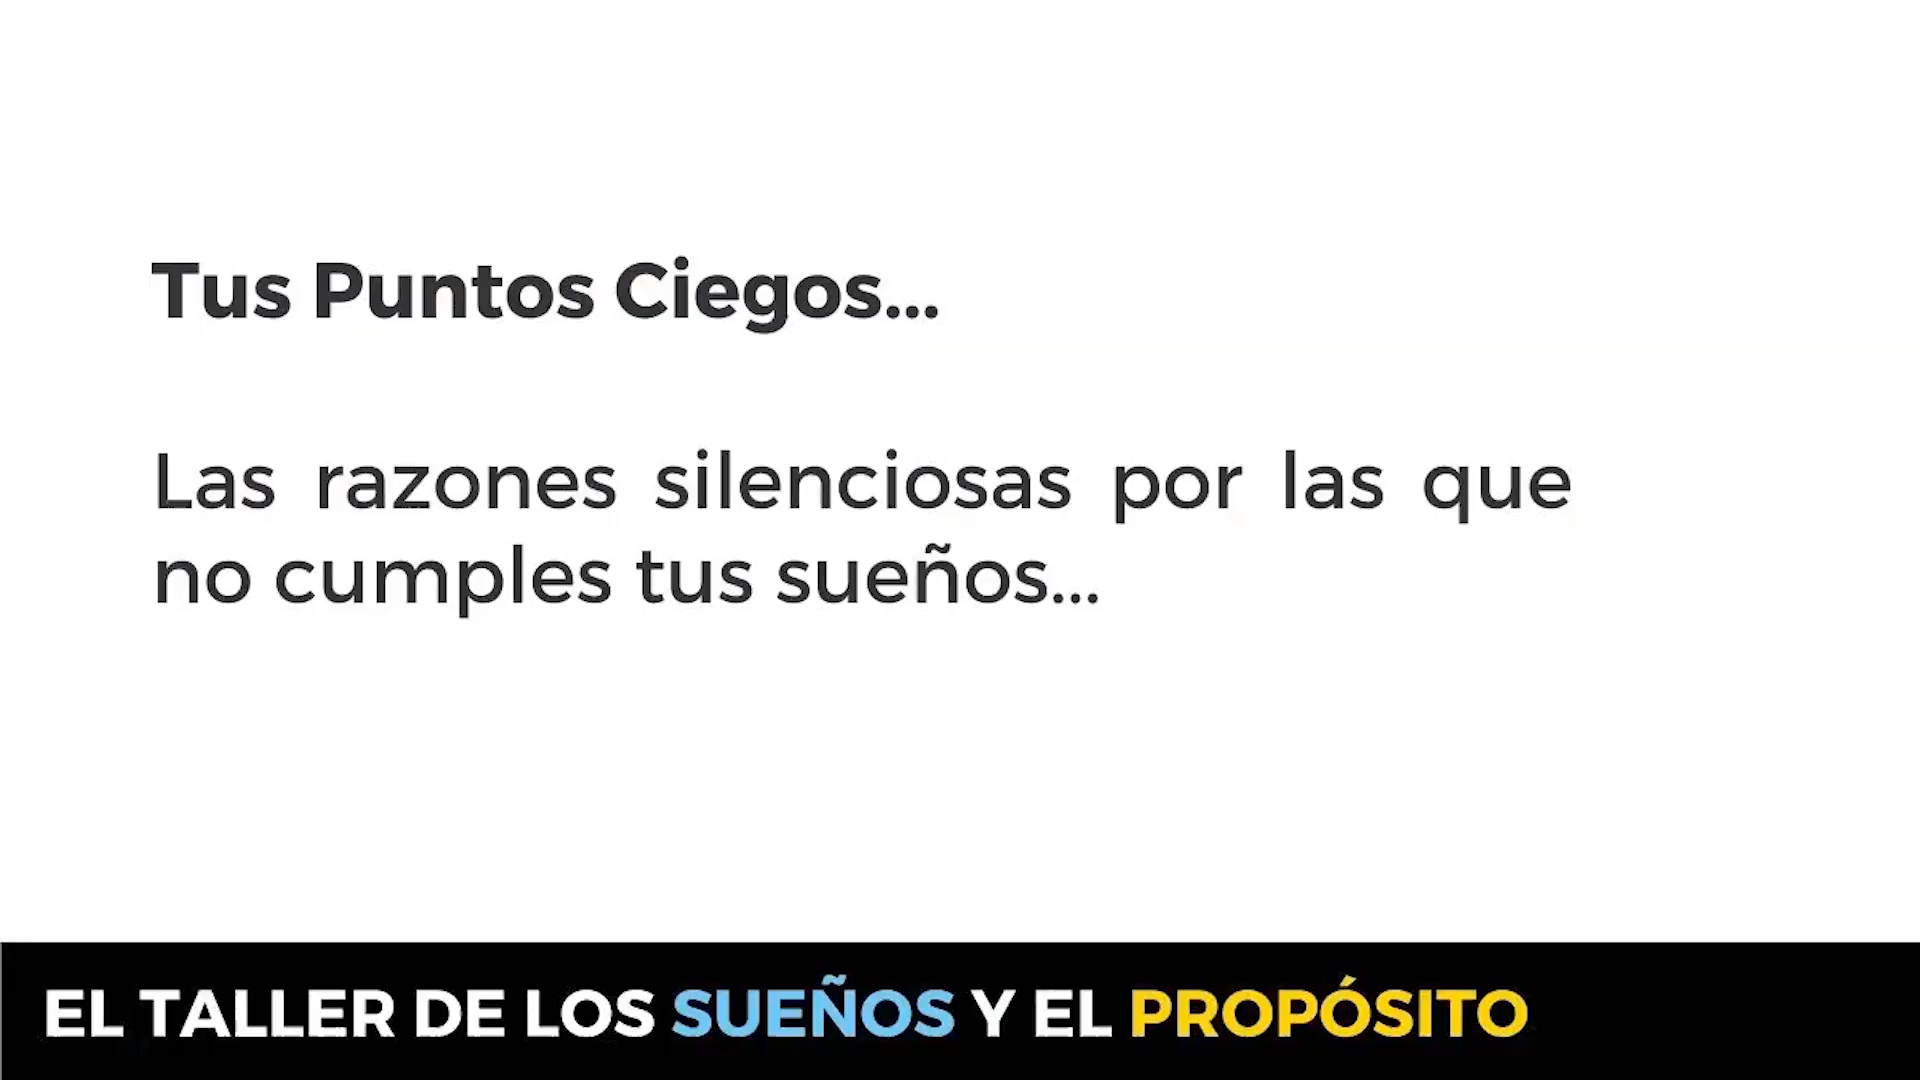 Tus Puntos Ciegos...
Las razones silenciosas por las que
no cumples tus sueños...
EL TALLER DE LOS SUEÑOS Y EL PROPÓSITO